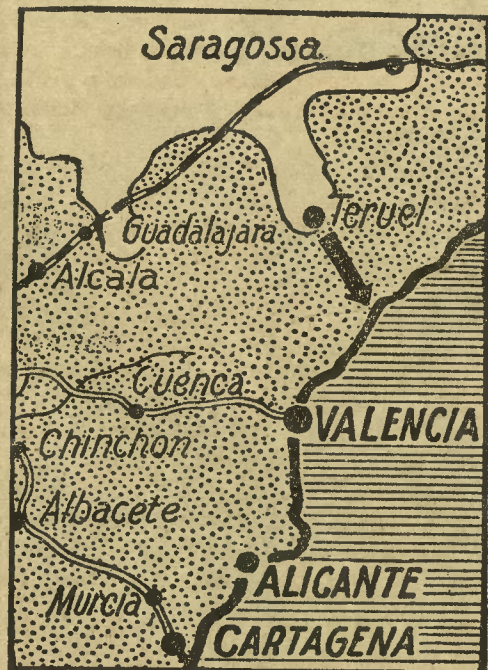 Saragossa
Teruel
Guadalajara
Alcala
Cuenca
VALENCIA
Chinchon
Albacete
ALICANTE
Murcia
CARTAGENA